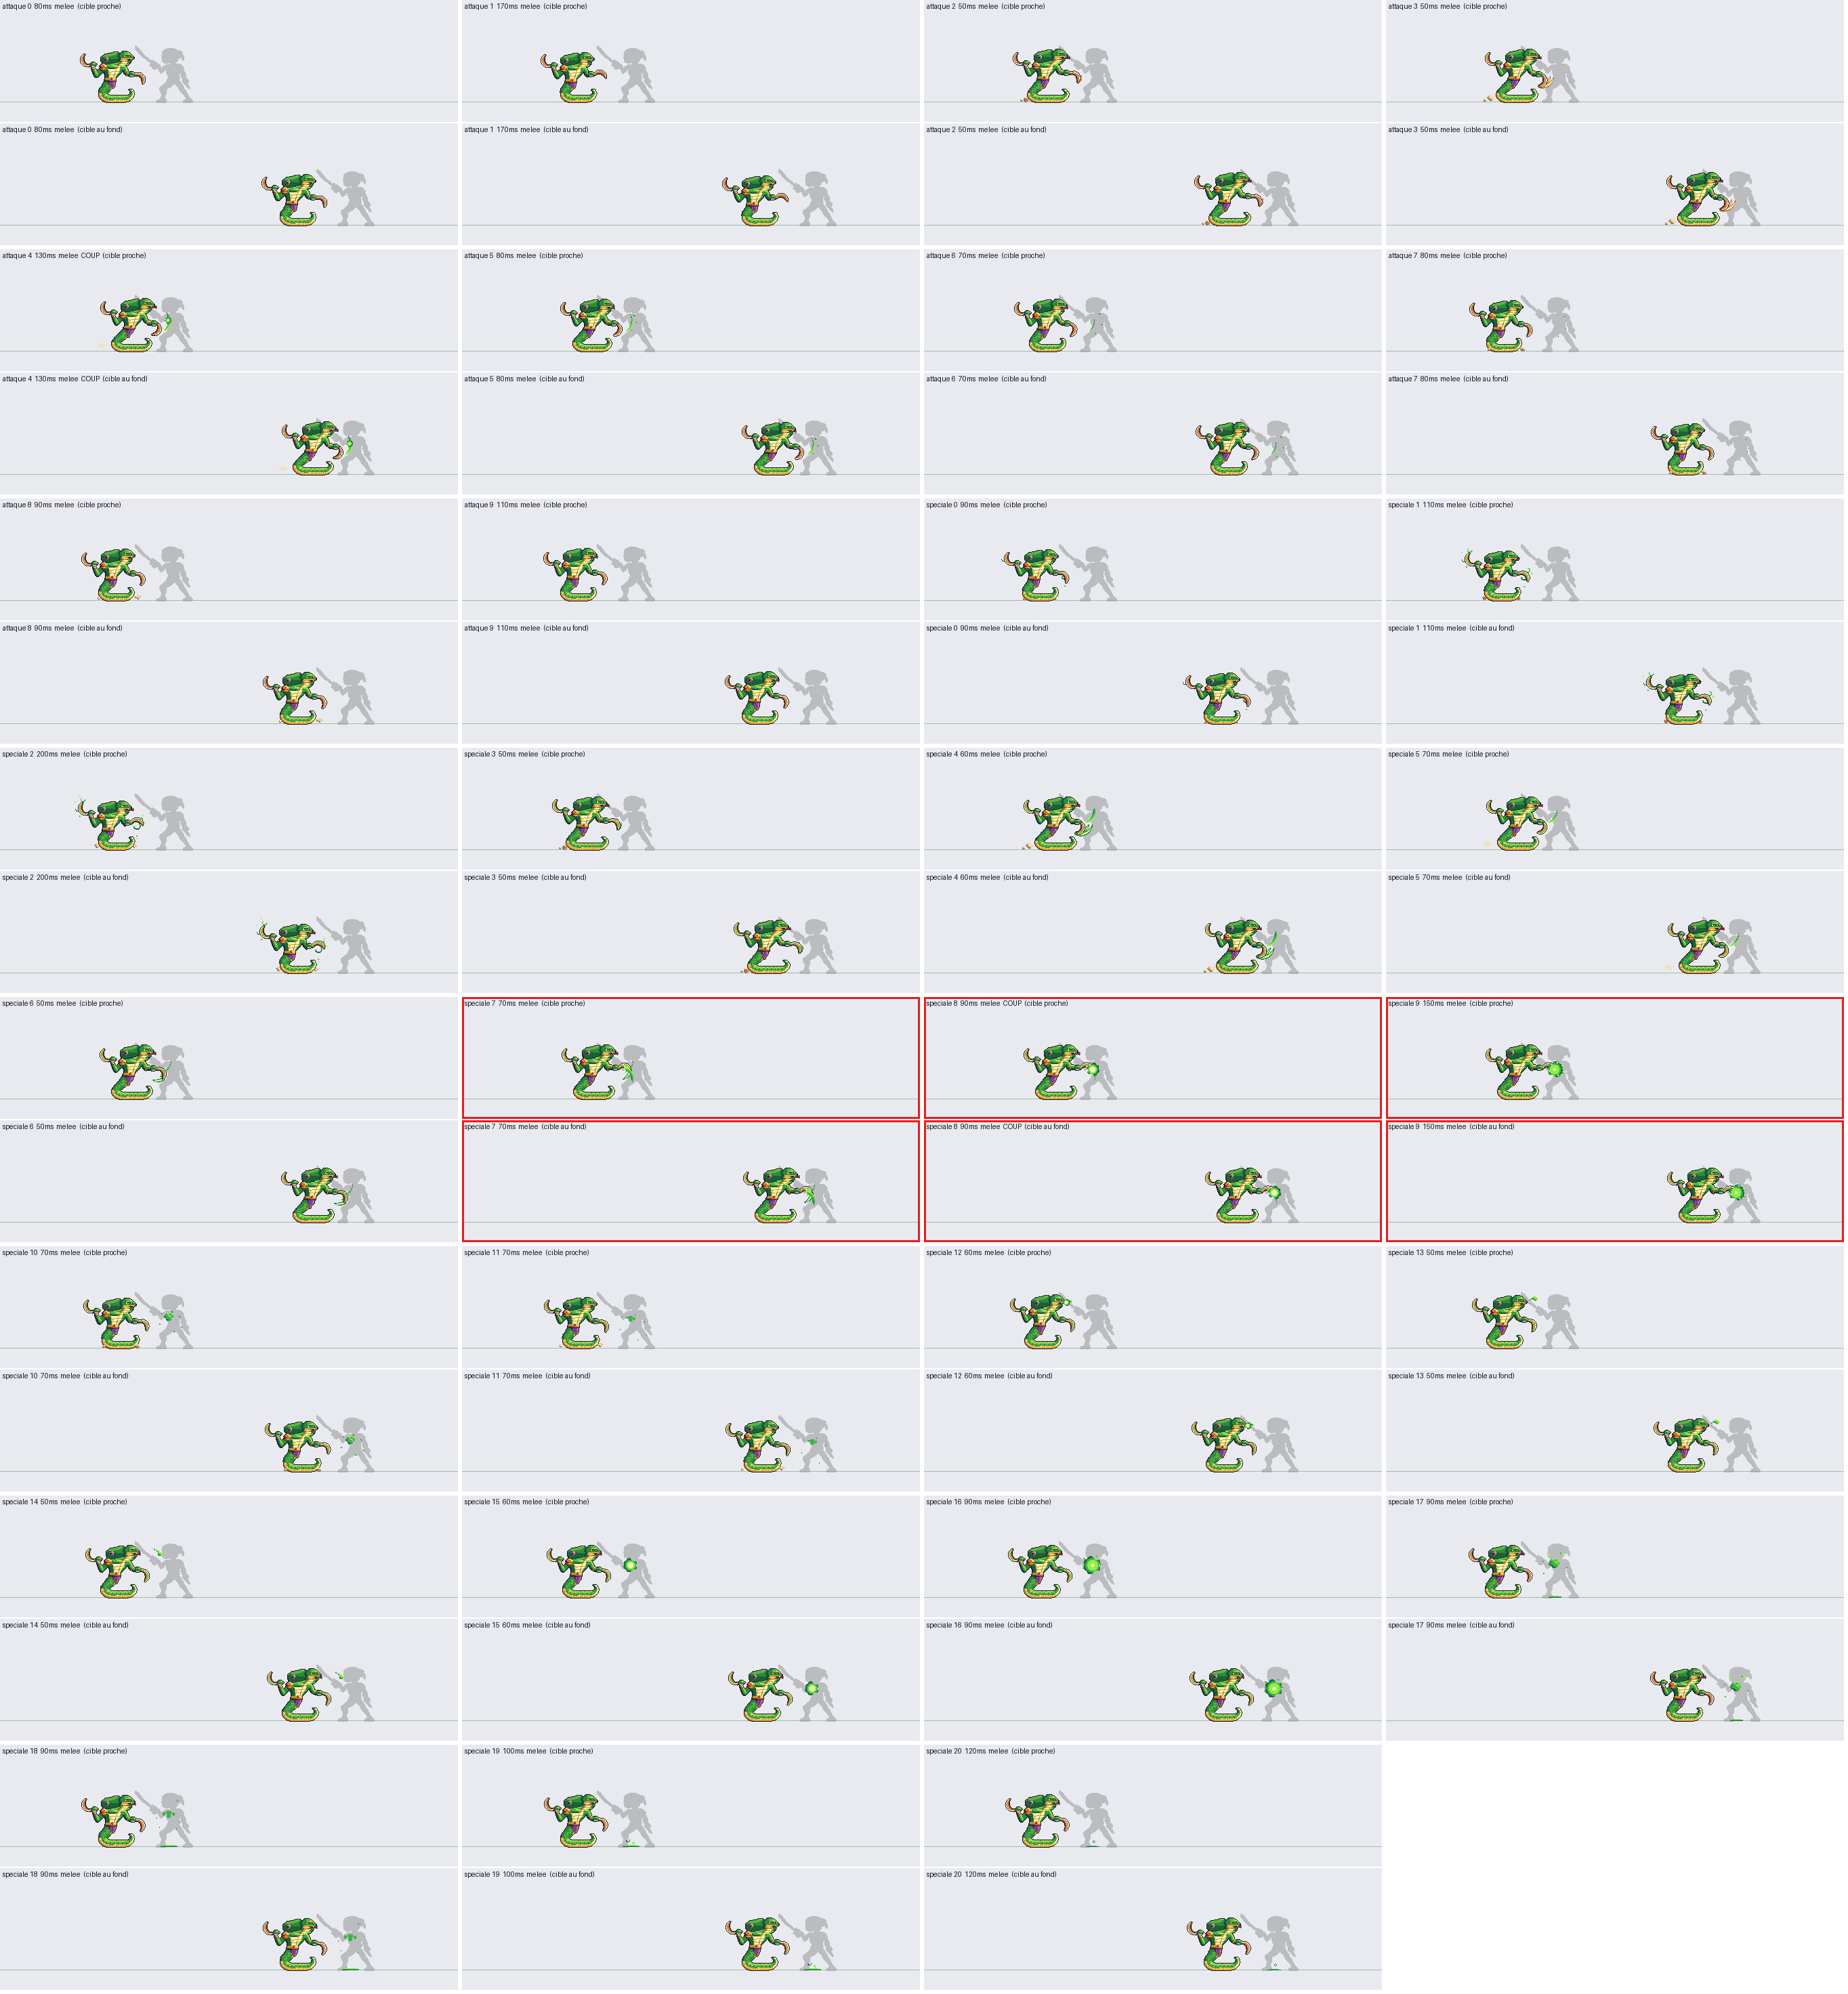 attaque 0 80ms melee (cible proche)
attaque 1 170ms melee (cible proche)
attaque 2 50ms melee (cible proche)
attaque 3 50ms melee (cible proche)
attaque 0 80ms melee (cible au fond)
attaque 1 170ms melee (cible au fond)
attaque 2 50ms melee (cible au fond)
attaque 3 50ms melee (cible au fond)
attaque 4 130ms melee COUP (cible proche)
attaque 5 80ms melee (cible proche)
attaque 6 70ms melee (cible proche)
attaque 7 80ms melee (cible proche)
attaque 4 130ms melee COUP (cible au fond)
attaque 5 80ms melee (cible au fond)
attaque 6 70ms melee (cible au fond)
attaque 7 80ms melee (cible au fond)
attaque 8 90ms melee (cible proche)
attaque 9 110ms melee (cible proche)
speciale 0 90ms melee (cible proche)
speciale 1 110ms melee (cible proche)
attaque 8 90ms melee (cible au fond)
attaque 9 110ms melee (cible au fond)
speciale 0 90ms melee (cible au fond)
speciale 1 110ms melee (cible au fond)
speciale 2 200ms melee (cible proche)
speciale 3 50ms melee (cible proche)
speciale 4 60ms melee (cible proche)
speciale 5 70ms melee (cible proche)
speciale 2 200ms melee (cible au fond)
speciale 3 50ms melee (cible au fond)
speciale 4 60ms melee (cible au fond)
speciale 5 70ms melee (cible au fond)
speciale 6 50ms melee (cible proche)
speciale 7 70ms melee (cible proche)
speciale 8 90ms melee COUP (cible proche)
speciale 9 150ms melee (cible proche)
speciale 6 50ms melee (cible au fond)
speciale 7 70ms melee (cible au fond)
speciale 8 90ms melee COUP (cible au fond)
speciale 9 150ms melee (cible au fond)
speciale 10 70ms melee (cible proche)
speciale 11 70ms melee (cible proche)
speciale 12 60ms melee (cible proche)
speciale 13 50ms melee (cible proche)
speciale 10 70ms melee (cible au fond)
speciale 11 70ms melee (cible au fond)
speciale 12 60ms melee (cible au fond)
speciale 13 50ms melee (cible au fond)
speciale 14 50ms melee (cible proche)
speciale 15 60ms melee (cible proche)
speciale 16 90ms melee (cible proche)
speciale 17 90ms melee (cible proche)
speciale 14 50ms melee (cible au fond)
speciale 15 60ms melee (cible au fond)
speciale 16 90ms melee (cible au fond)
speciale 17 90ms melee (cible au fond)
speciale 18 90ms melee (cible proche)
speciale 19 100ms melee (cible proche)
speciale 20 120ms melee (cible proche)
speciale 18 90ms melee (cible au fond)
speciale 19 100ms melee (cible au fond)
speciale 20 120ms melee (cible au fond)